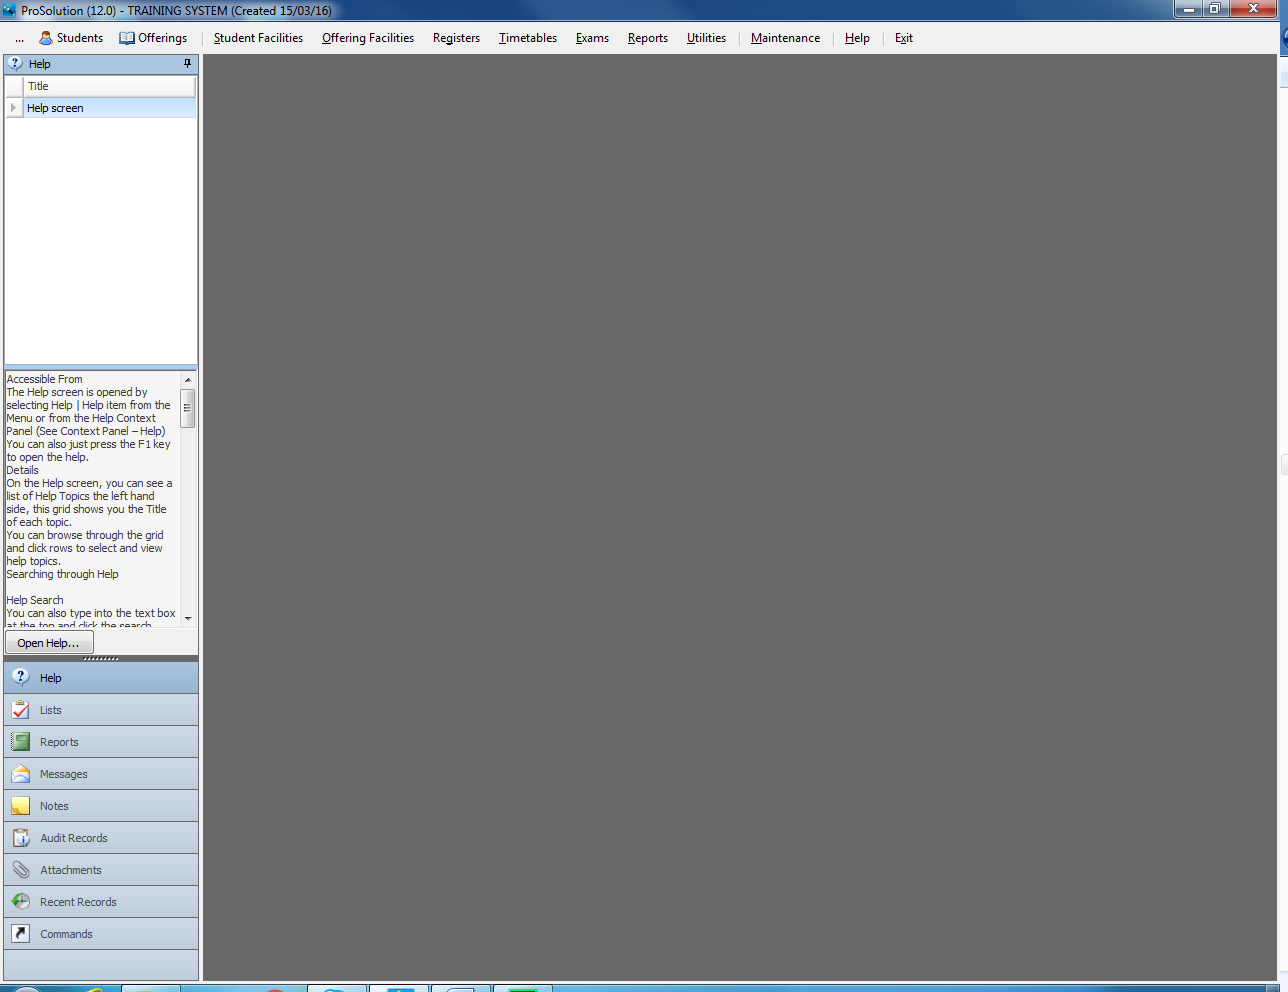 ProSolution (12.0) - TRAINING SYSTEM (Created 15/03/16)
... Students Offerings Student Facilities Offering Facilities Registers Timetables Exams Reports Utilities Maintenance Help Exit
Help
Title
Help screen
Accessible From
The Help screen is opened by
selecting Help | Help item from the
Menu or from the Help Context
Panel (See Context Panel – Help)
You can also just press the F1 key
to open the help.
Details
On the Help screen, you can see a
list of Help Topics the left hand
side, this grid shows you the Title
of each topic.
You can browse through the grid
and click rows to select and view
help topics.
Searching through Help
Help Search
You can also type into the text box
at the top and click the search
Open Help...
Help
Lists
Reports
Messages
Notes
Audit Records
Attachments
Recent Records
Commands